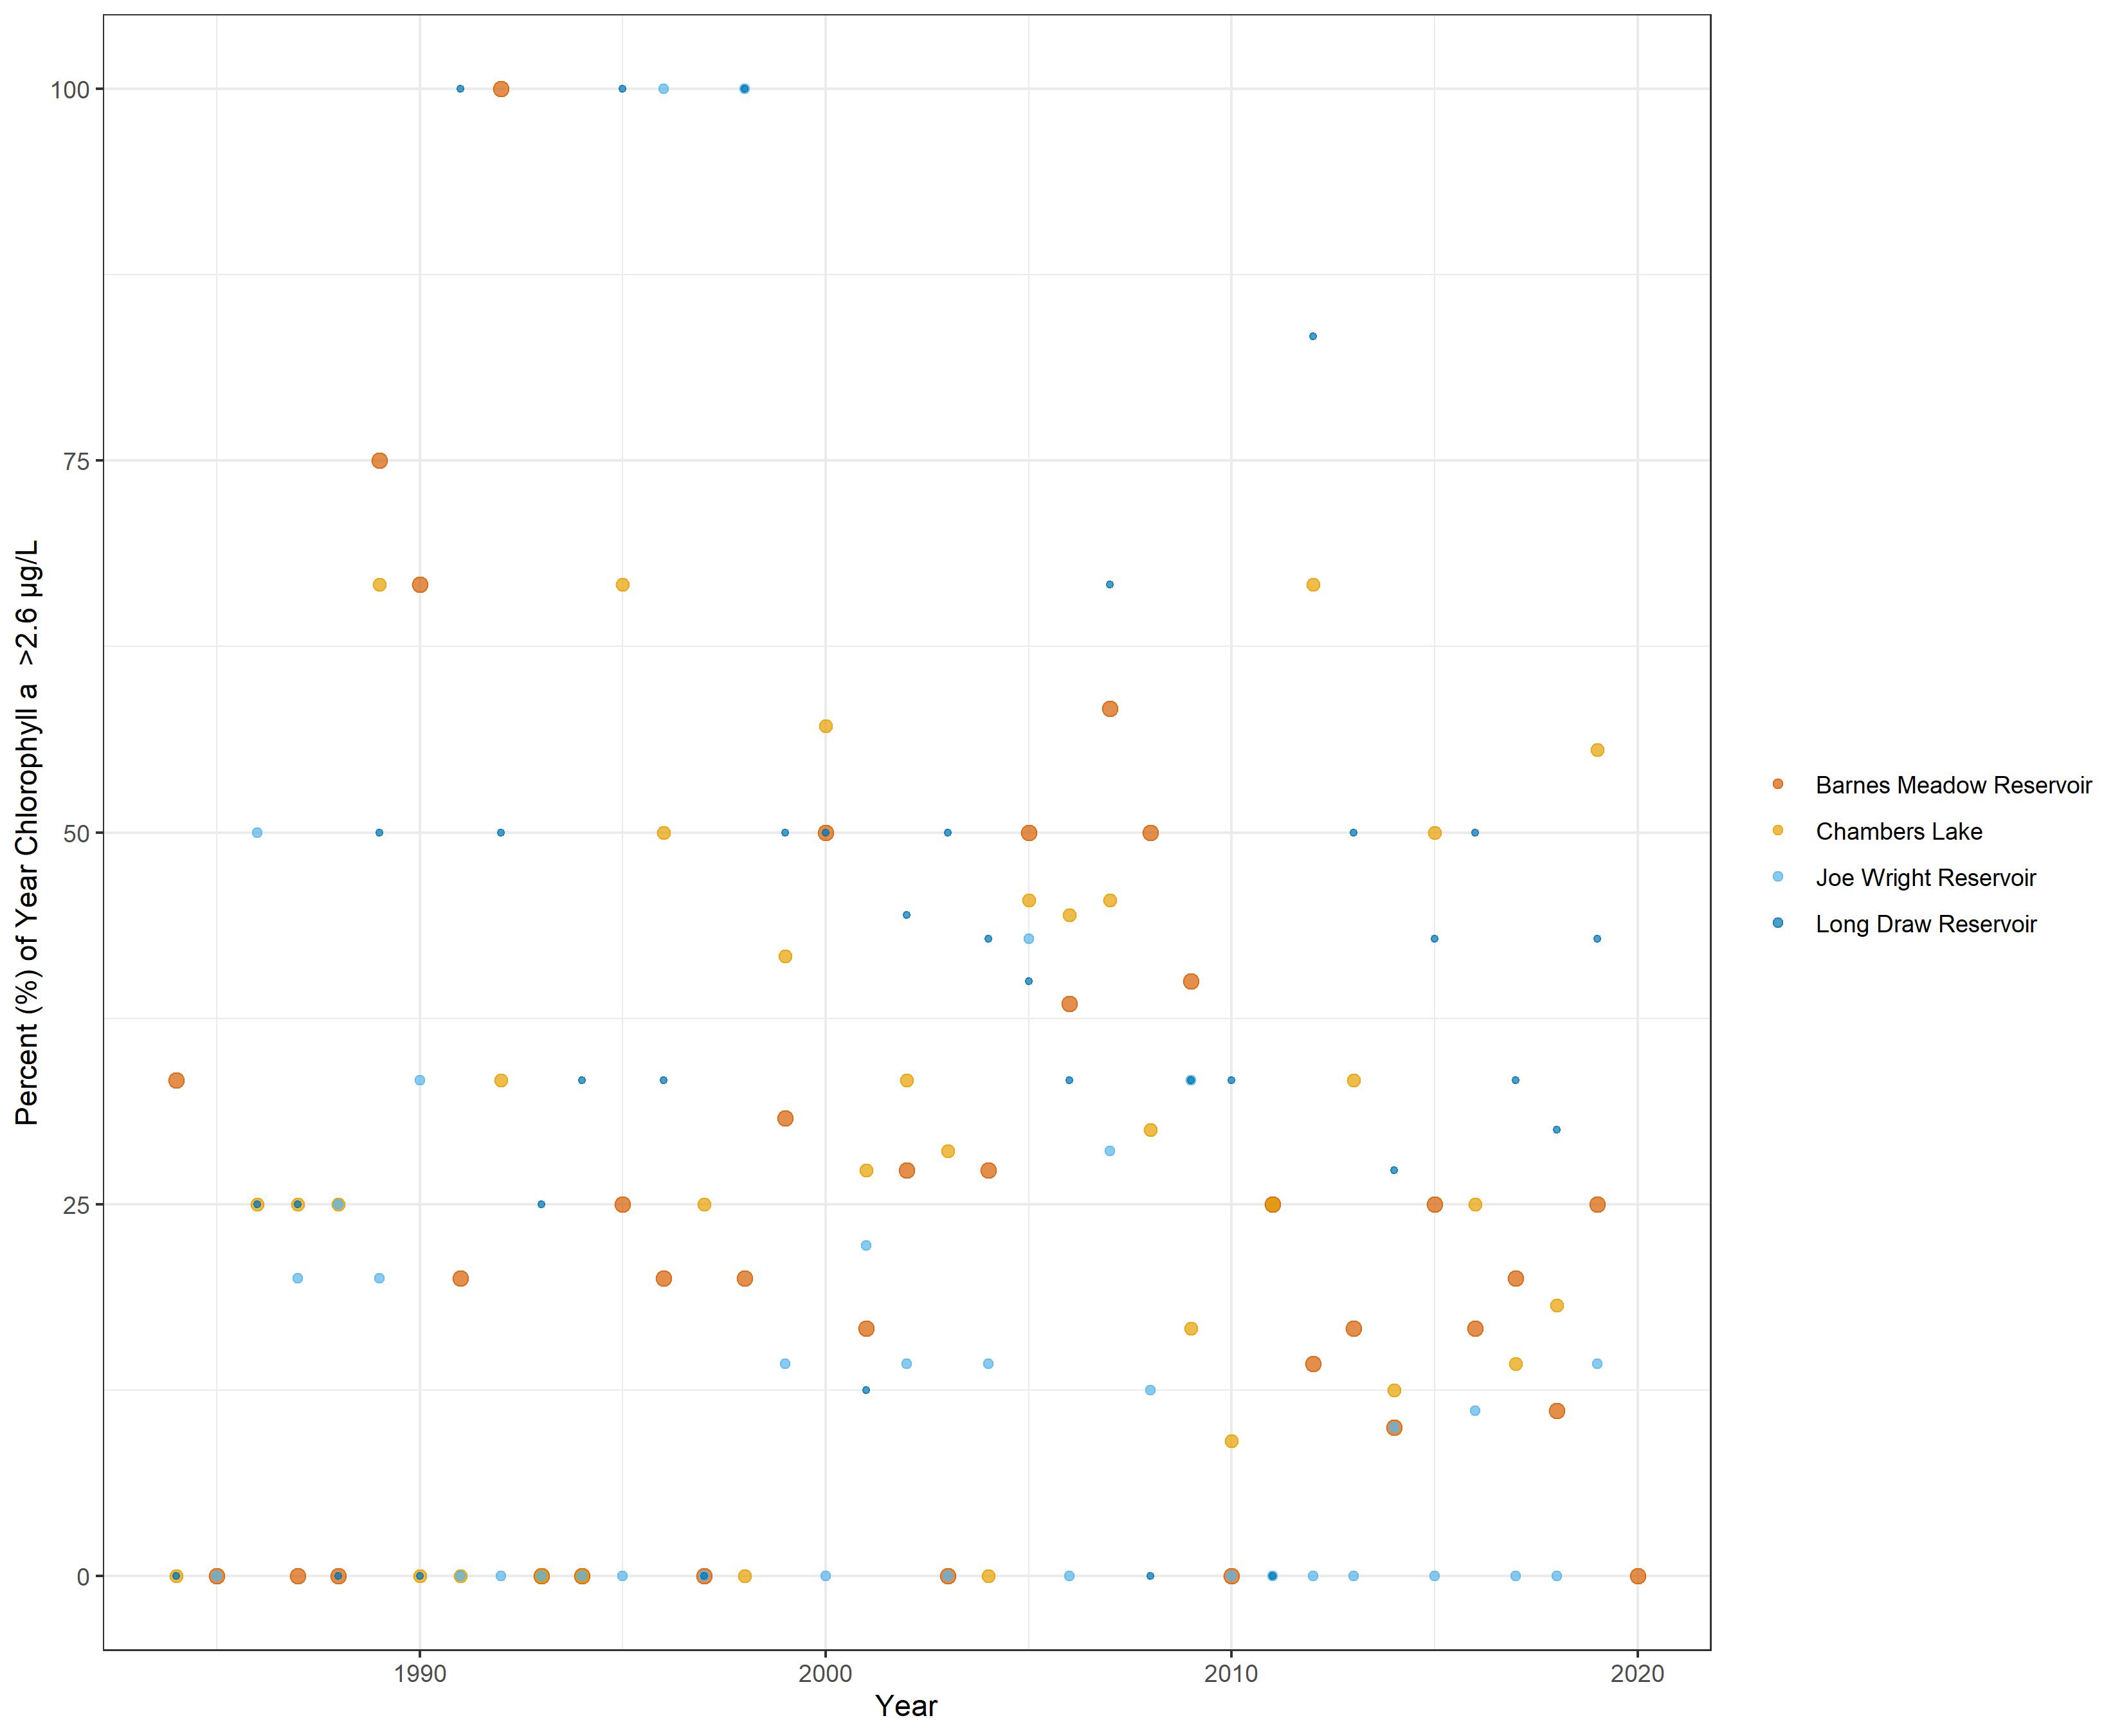 Percent (%) of Year Chlorophyll a  >2.6 µg/L
100
75
50
25
0
1990
2000
2010
2020
Year
Barnes Meadow Reservoir
Chambers Lake
Joe Wright Reservoir
Long Draw Reservoir